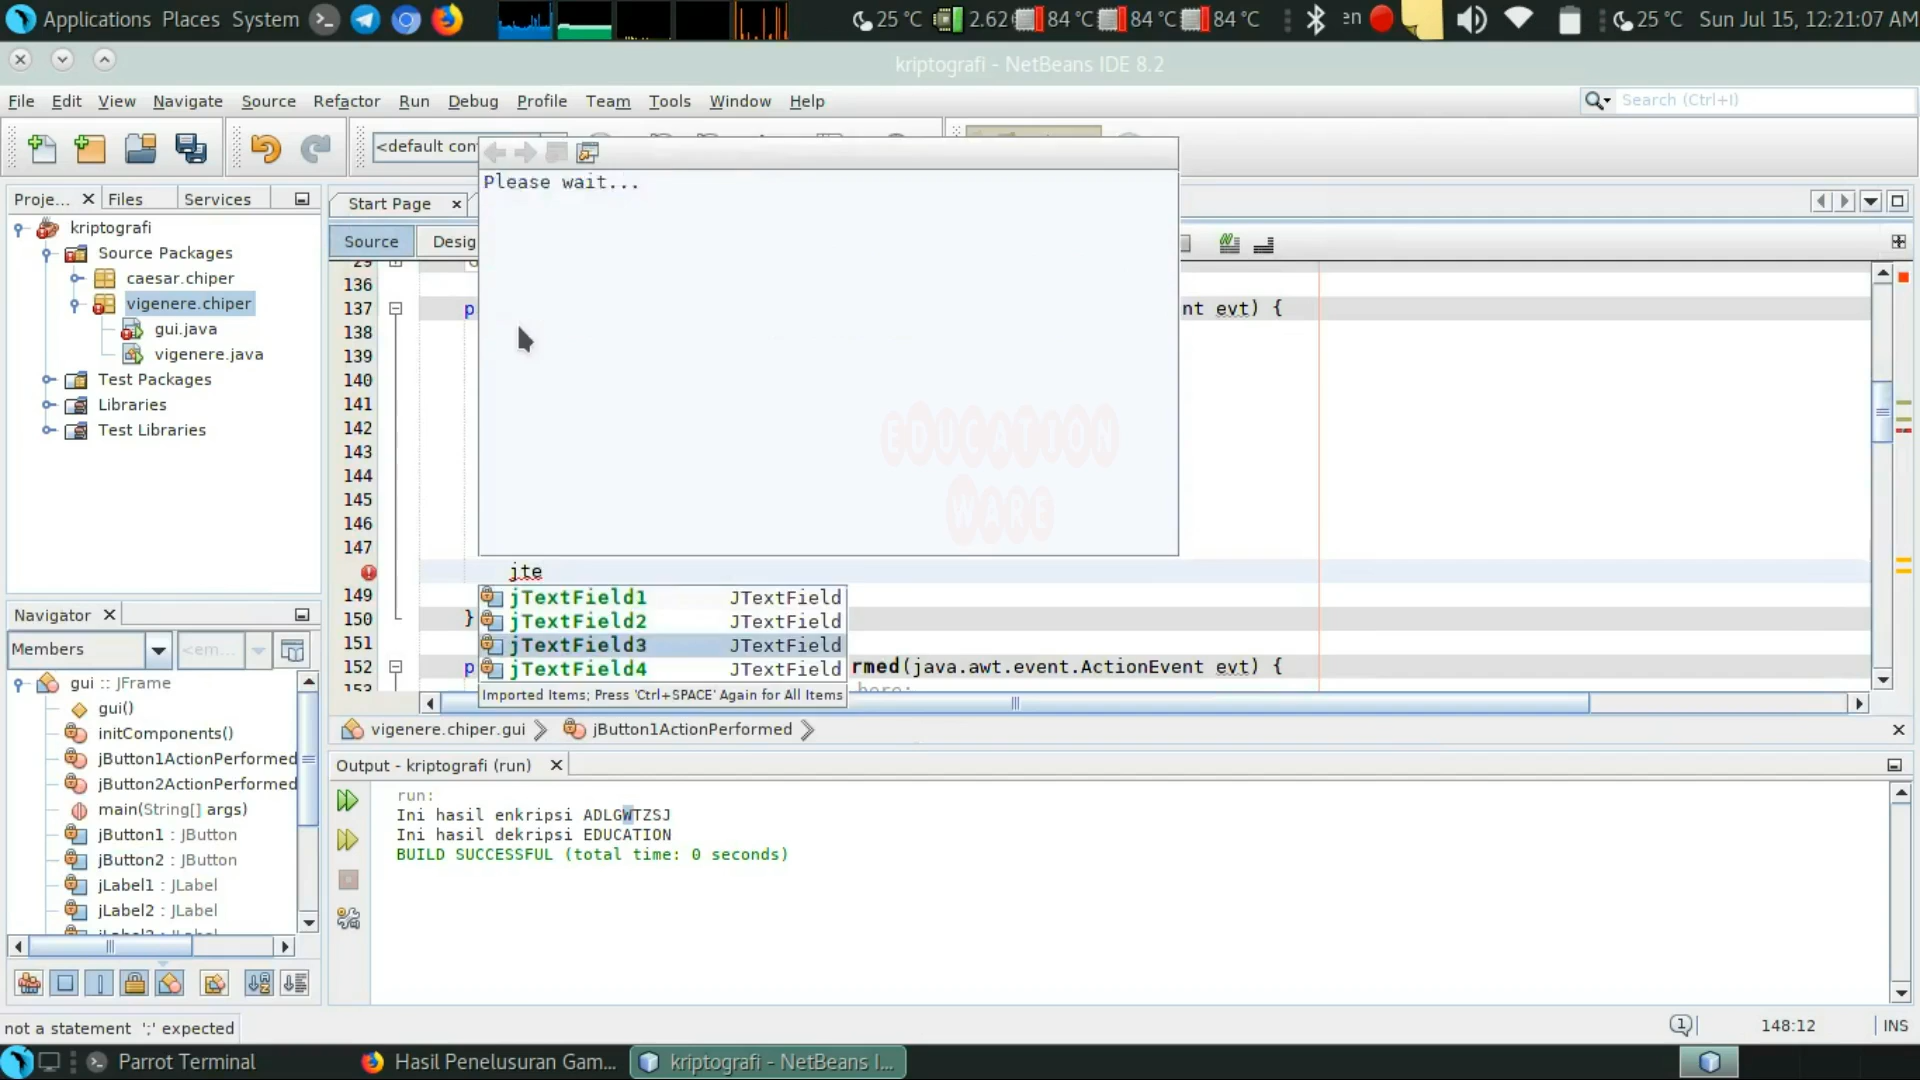 Applications Places System
25 °C 2.62 84 °C 84 °C 84 °C en 25 °C Sun Jul 15, 12:21:07 AM
kriptografi - NetBeans IDE 8.2
File Edit View Navigate Source Refactor Run Debug Profile Team Tools Window Help
Search (Ctrl+I)
<default con
Please wait...
Proje... Files Services
Start Page
kriptografi
Source Packages
caesar.chiper
vigenere.chiper
gui.java
vigenere.java
Test Packages
Libraries
Test Libraries
Source Desig
29
136
137 p nt evt) {
138
139
140
141
142
143
144
145
146
147
jte
149
150 }
151
152 p rmed(java.awt.event.ActionEvent evt) {
153 here:
EDUCATION
WARE
jTextField1 JTextField
jTextField2 JTextField
jTextField3 JTextField
jTextField4 JTextField
Imported Items; Press 'Ctrl+SPACE' Again for All Items
vigenere.chiper.gui jButton1ActionPerformed
Navigator
Members <em...
gui :: JFrame
gui()
initComponents()
jButton1ActionPerformed
jButton2ActionPerformed
main(String[] args)
jButton1 : JButton
jButton2 : JButton
jLabel1 : JLabel
jLabel2 : JLabel
Output - kriptografi (run)
run:
Ini hasil enkripsi ADLGWTZSJ
Ini hasil dekripsi EDUCATION
BUILD SUCCESSFUL (total time: 0 seconds)
not a statement ';' expected
1 148:12 INS
Parrot Terminal Hasil Penelusuran Gam... kriptografi - NetBeans I...